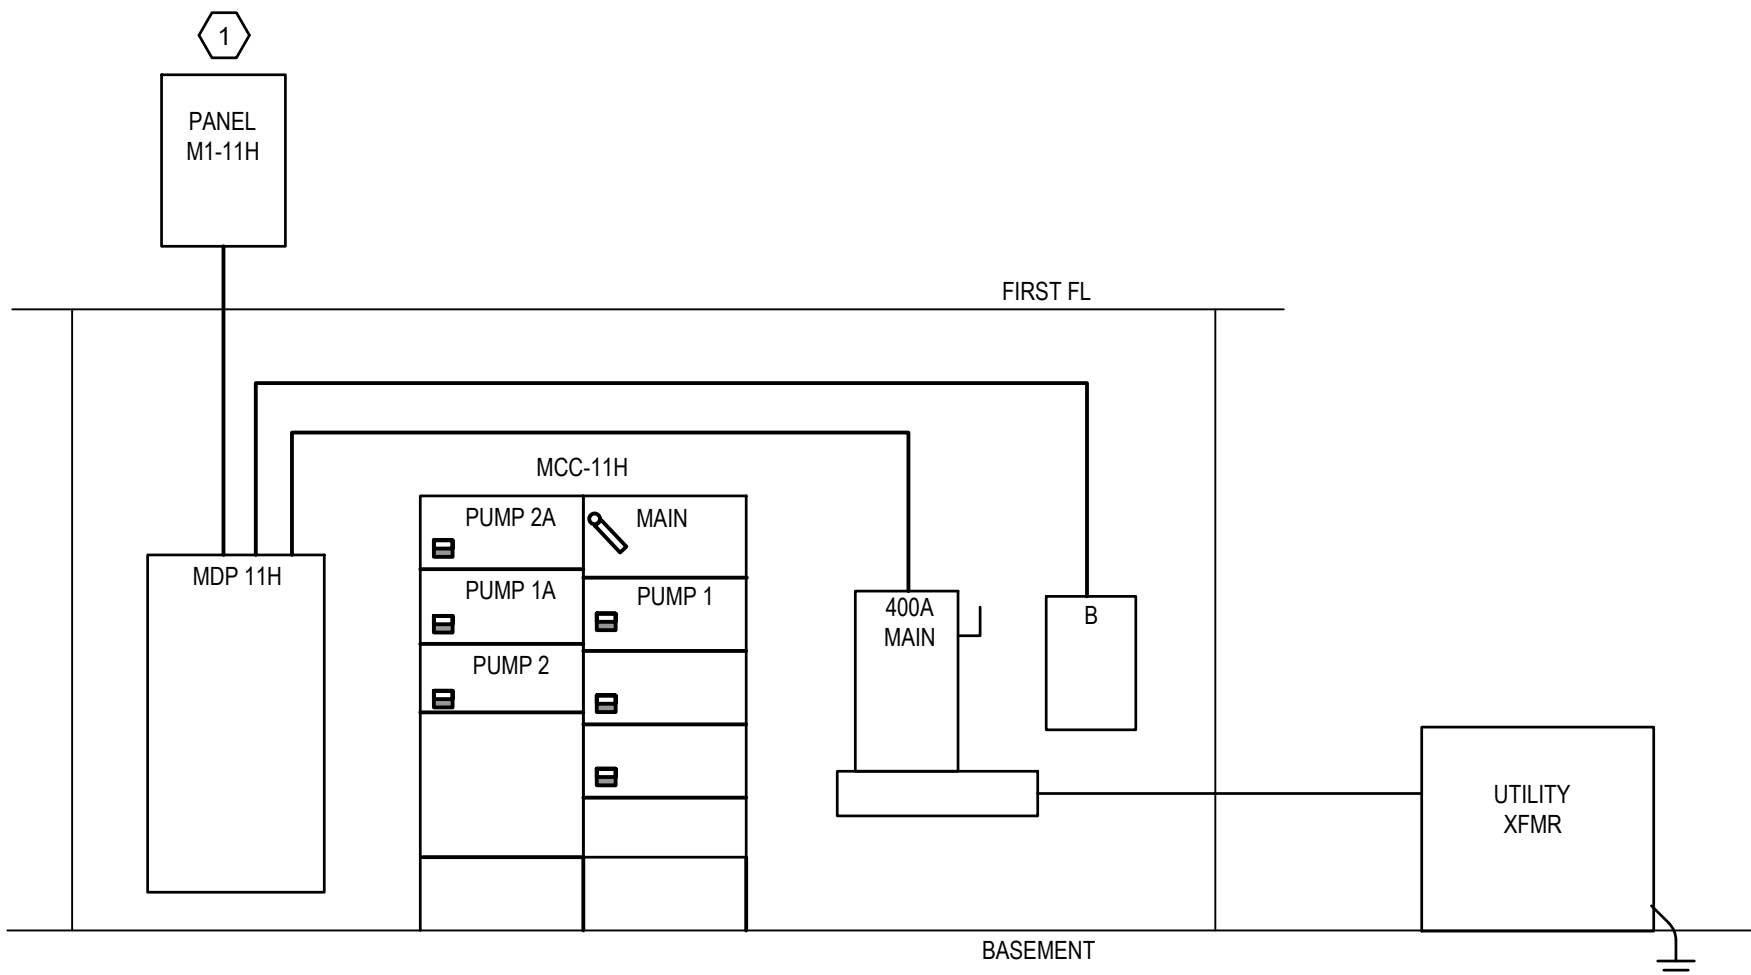 1
PANEL
M1-11H
FIRST FL
MCC-11H
PUMP 2A
MAIN
MDP 11H
PUMP 1A
PUMP 1
400A
MAIN
B
PUMP 2
UTILITY
XFMR
BASEMENT